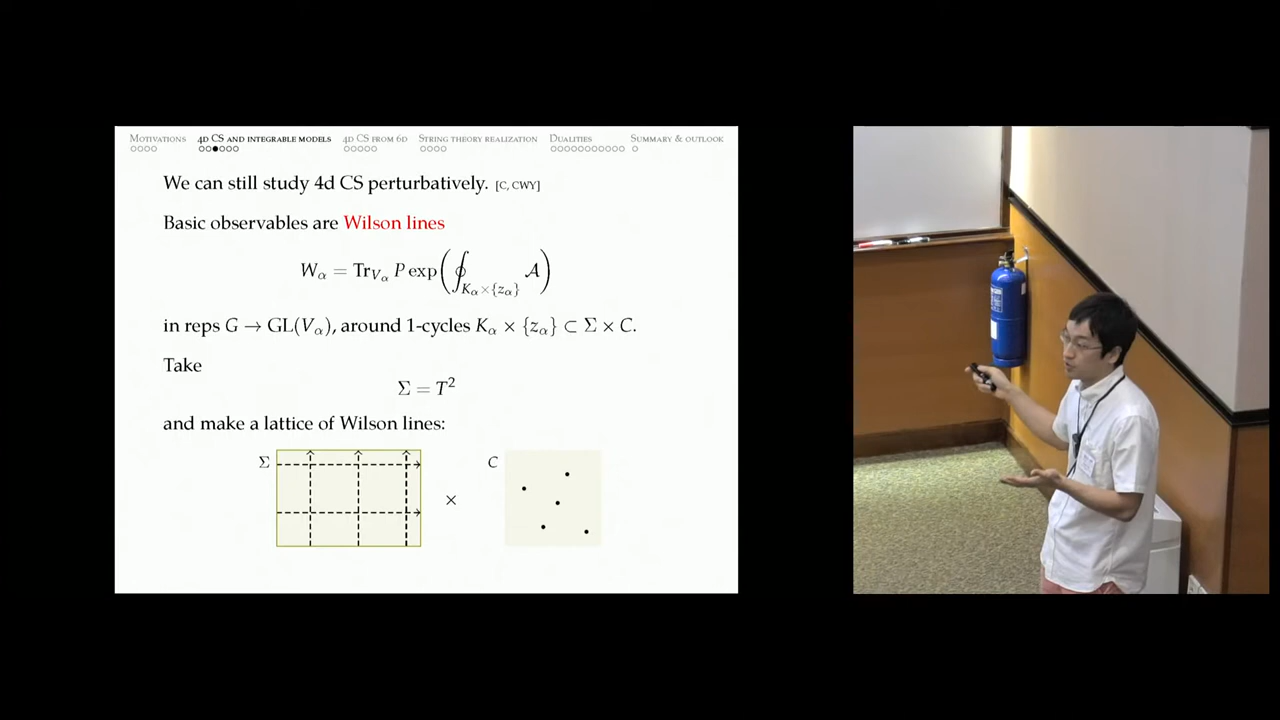 Motivations 4d CS and integrable models 4d CS from 6d String theory realization Dualities Summary & outlook
We can still study 4d CS perturbatively. [C, CWY]
Basic observables are Wilson lines
W_α = Tr_{V_α} P exp(∮_{K_α×{z_α}} 𝒜)
in reps G → GL(V_α), around 1-cycles K_α × {z_α} ⊂ Σ × C.
Take
Σ = T²
and make a lattice of Wilson lines:
Σ × C